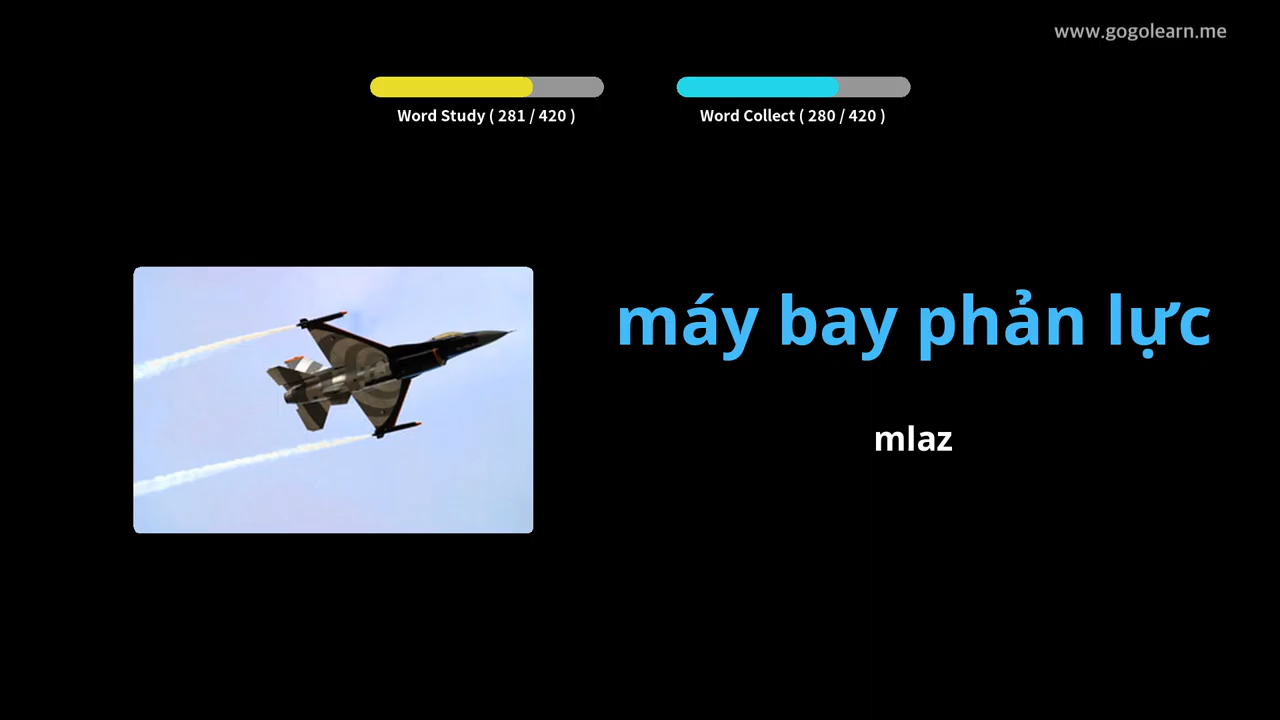 www.gogolearn.me
Word Study ( 281 / 420 )
Word Collect ( 280 / 420 )
máy bay phản lực
mlaz